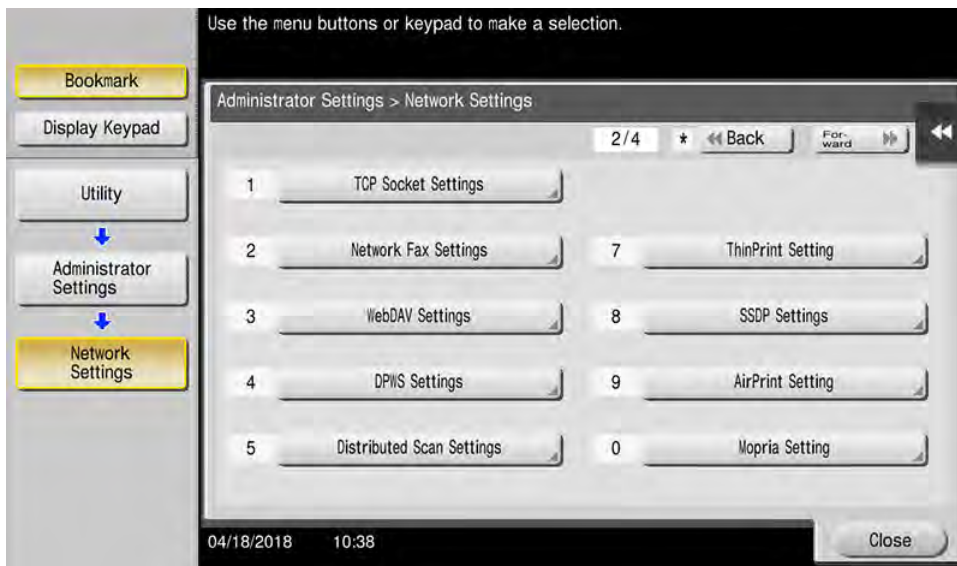 Use the menu buttons or keypad to make a selection.
Bookmark
Display Keypad
Utility
Administrator
Settings
Network
Settings
Administrator Settings > Network Settings
2/4 * Back For-
ward
1 TCP Socket Settings
2 Network Fax Settings
7 ThinPrint Setting
3 WebDAV Settings
8 SSDP Settings
4 DPWS Settings
9 AirPrint Setting
5 Distributed Scan Settings
0 Mopria Setting
04/18/2018 10:38
Close